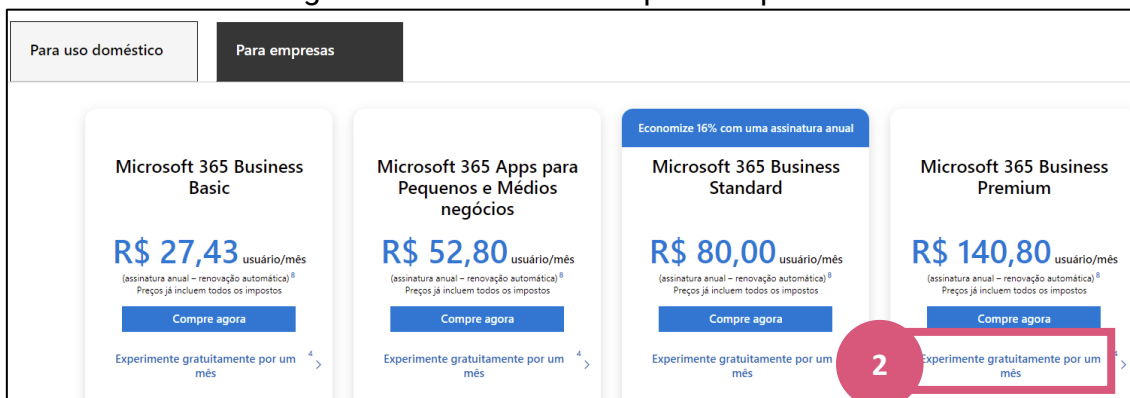 Para uso doméstico
Para empresas
Microsoft 365 Business
Basic
R$ 27,43 usuário/mês
(assinatura anual – renovação automática) 8
Preços já incluem todos os impostos
Compre agora
Experimente gratuitamente por um 4 >
mês
Microsoft 365 Apps para
Pequenos e Médios
negócios
R$ 52,80 usuário/mês
(assinatura anual – renovação automática) 8
Preços já incluem todos os impostos
Compre agora
Experimente gratuitamente por um 4 >
mês
Economize 16% com uma assinatura anual
Microsoft 365 Business
Standard
R$ 80,00 usuário/mês
(assinatura anual – renovação automática) 8
Preços já incluem todos os impostos
Compre agora
Experimente gratuitamente por um
mês
Microsoft 365 Business
Premium
R$ 140,80 usuário/mês
(assinatura anual – renovação automática) 8
Preços já incluem todos os impostos
Compre agora
2
Experimente gratuitamente por um 4 >
mês